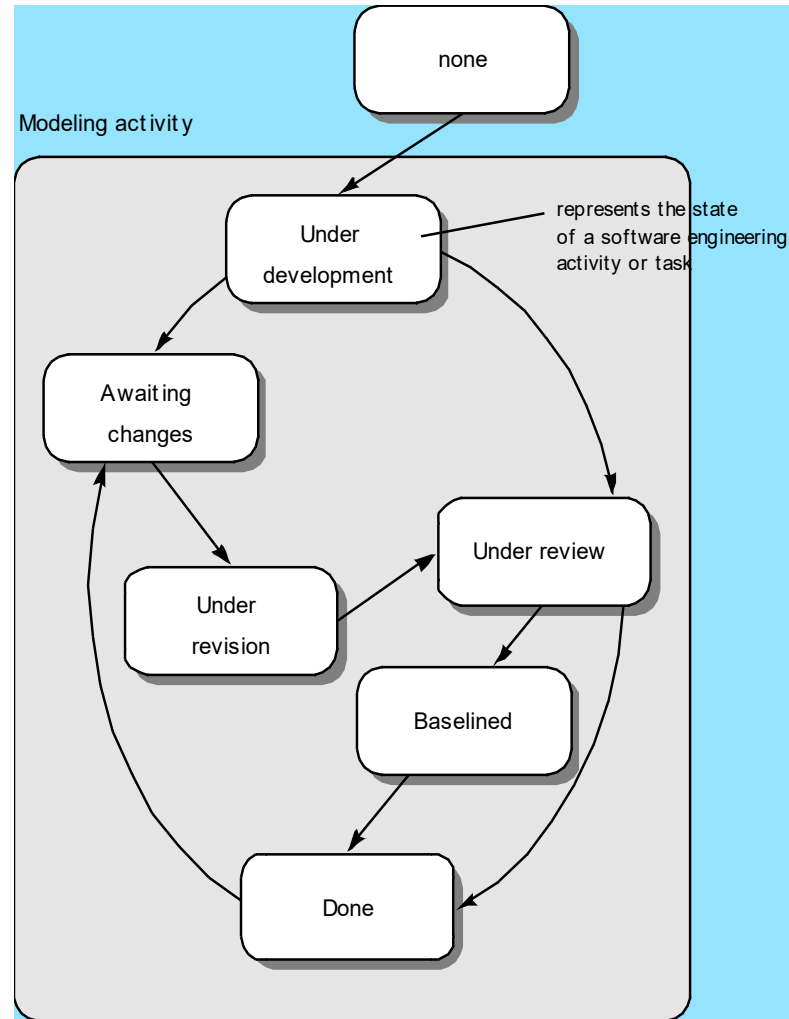 none
Modeling activity
represents the state
of a software engineering
activity or task
Under
development
Awaiting
changes
Under review
Under
revision
Baselined
Done